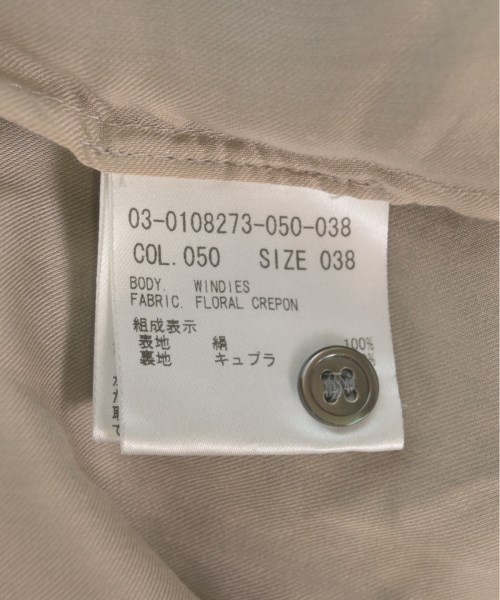 03-0108273-050-038
COL.050 SIZE 038
BODY. WINDIES
FABRIC. FLORAL CREPON
組成表示
表地 絹 100%
裏地 キュプラ %